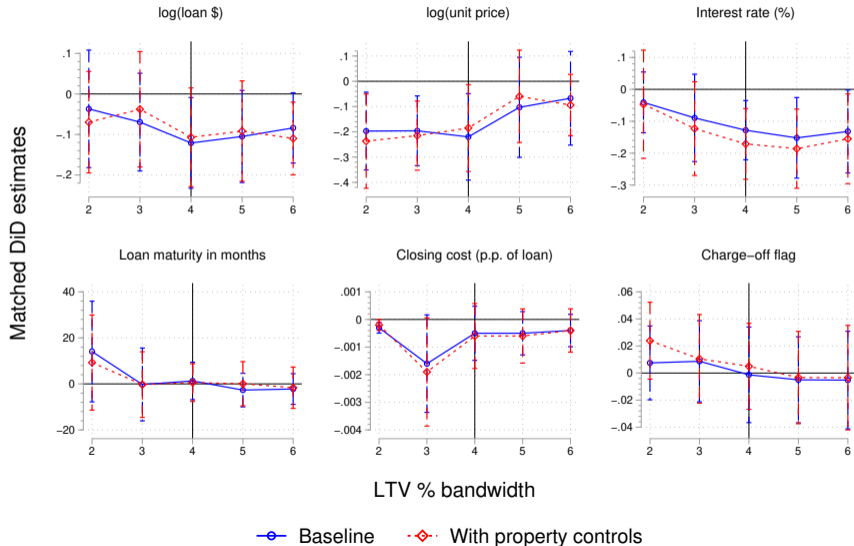 log(loan $)
.1
0
−.1
−.2
2 3 4 5 6
log(unit price)
.1
0
−.1
−.2
−.3
−.4
2 3 4 5 6
Interest rate (%)
.1
0
−.1
−.2
−.3
2 3 4 5 6
Matched DiD estimates
Loan maturity in months
40
20
0
−20
2 3 4 5 6
Closing cost (p.p. of loan)
.001
0
−.001
−.002
−.003
−.004
2 3 4 5 6
Charge−off flag
.06
.04
.02
0
−.02
−.04
2 3 4 5 6
LTV % bandwidth
Baseline With property controls